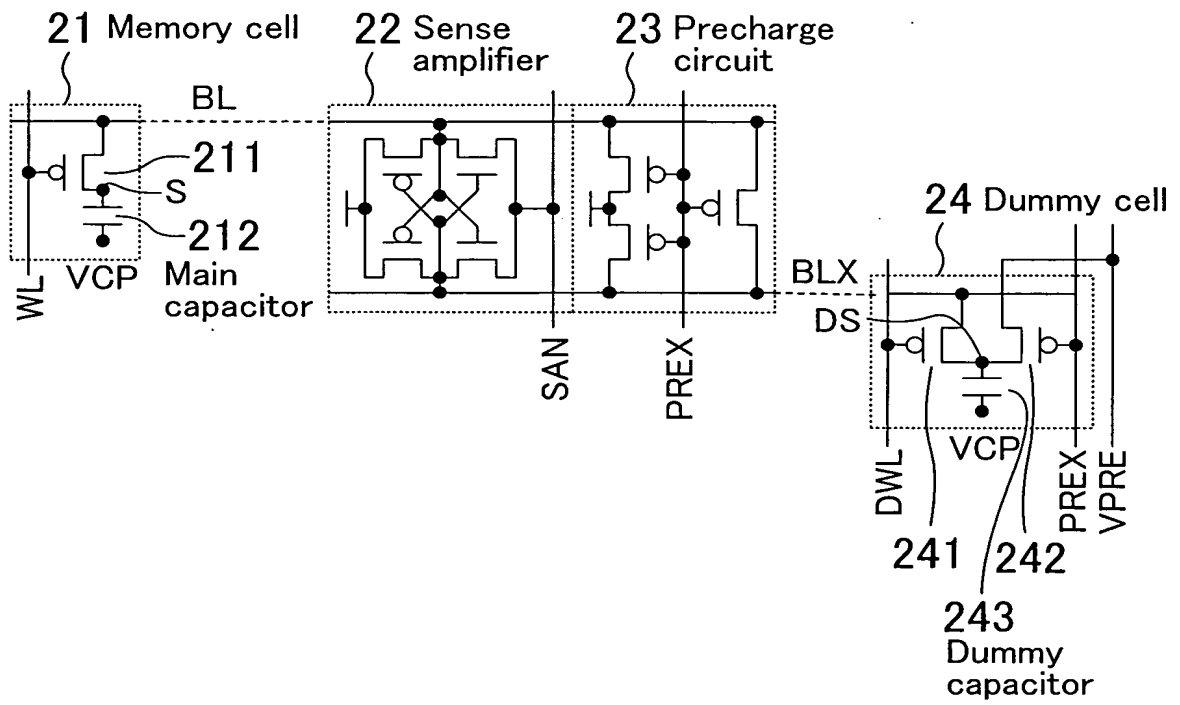 21 Memory cell
22 Sense amplifier
23 Precharge circuit
BL
211
S
212
Main capacitor
VCP
WL
24 Dummy cell
BLX
DS
SAN
PREX
VCP
DWL
PREX
VPRE
241
242
243
Dummy capacitor